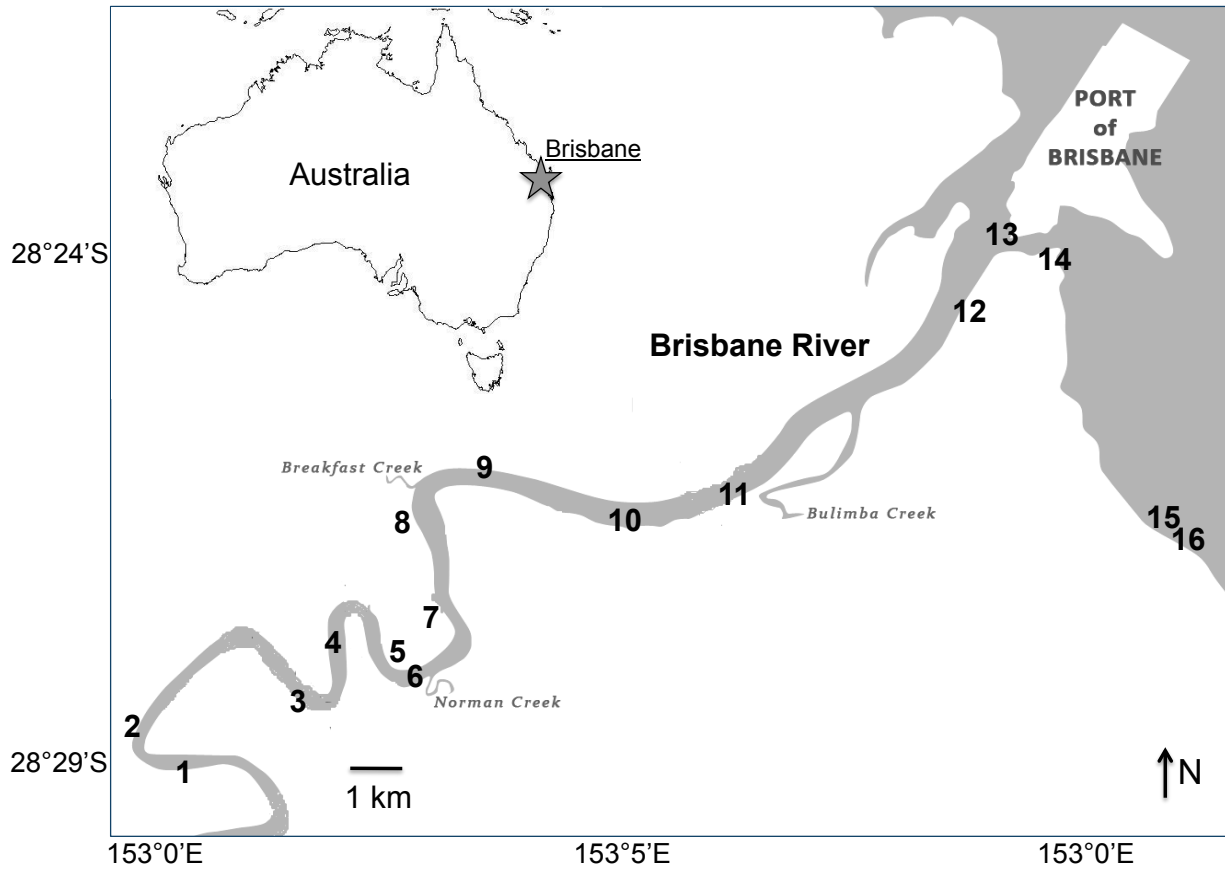 PORT
of
BRISBANE
Brisbane
Australia
28°24'S
13
14
12
Brisbane River
Breakfast Creek
9
11
8
10
Bulimba Creek
15
16
7
4
5
6
3
Norman Creek
2
28°29'S
1
1 km
N
153°0'E
153°5'E
153°0'E